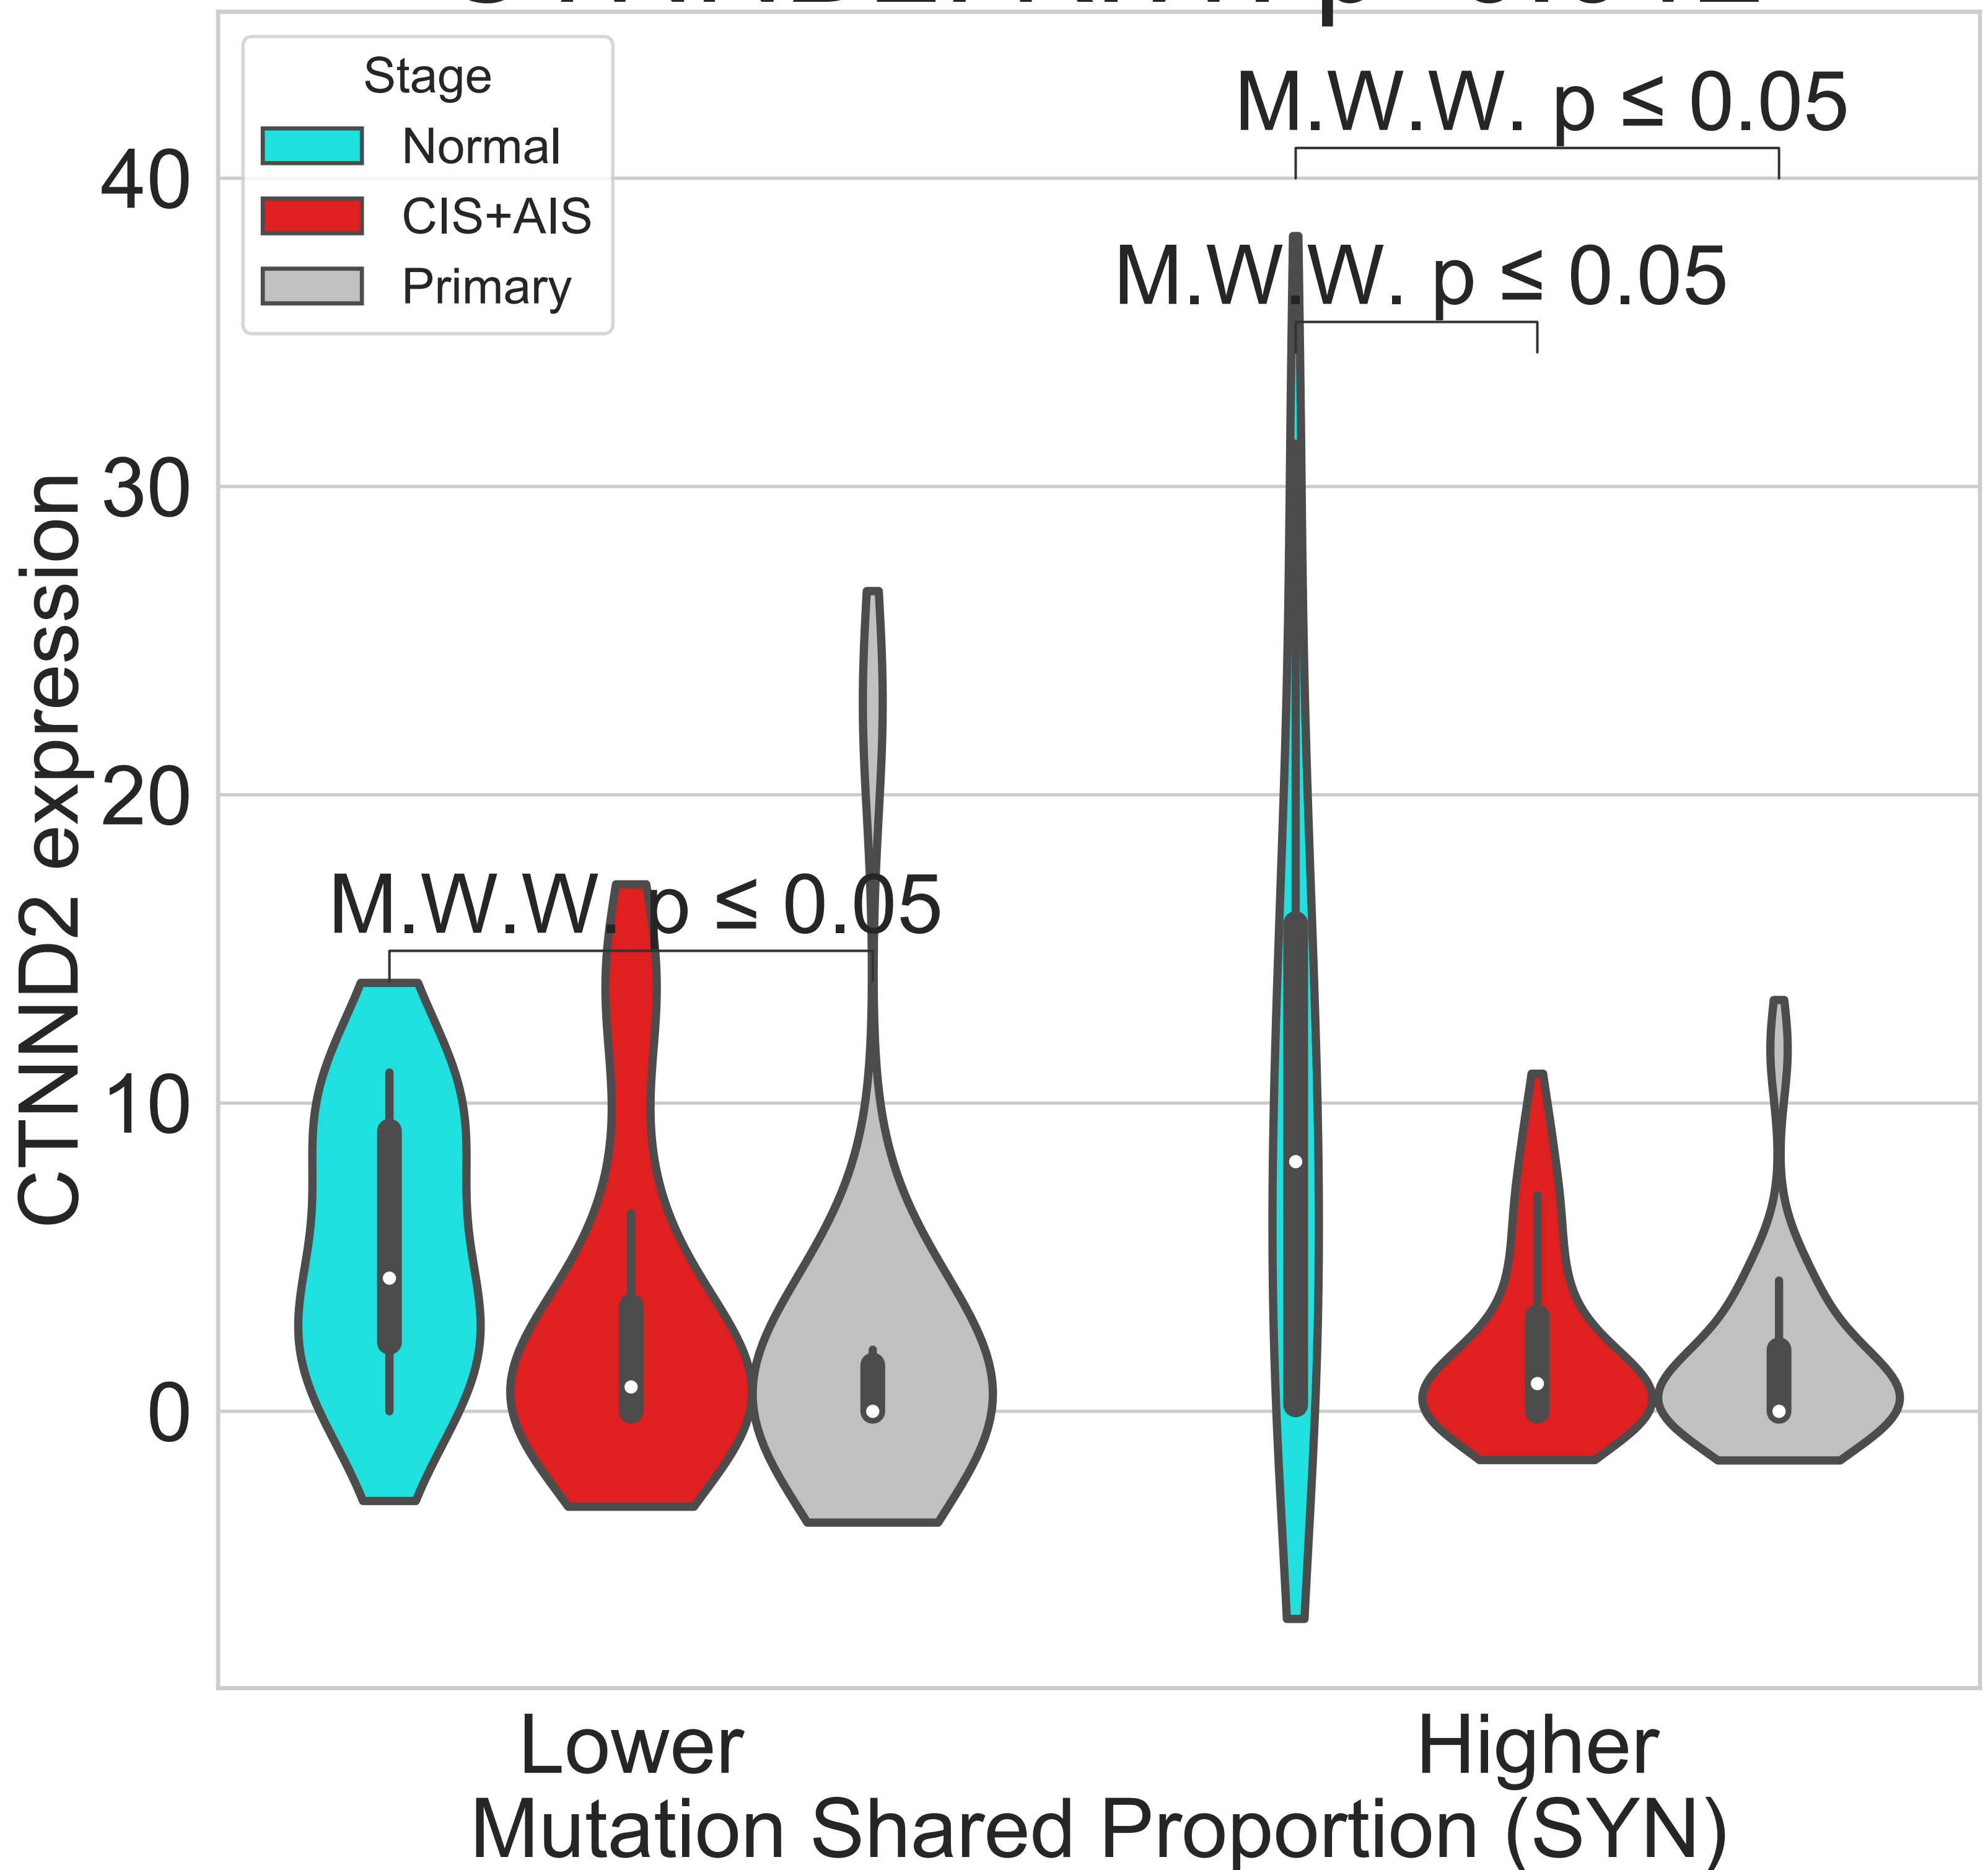 Stage
Normal
CIS+AIS
Primary
M.W.W. p ≤ 0.05
M.W.W. p ≤ 0.05
M.W.W. p ≤ 0.05
40
30
20
10
0
CTNND2 expression
Lower
Higher
Mutation Shared Proportion (SYN)